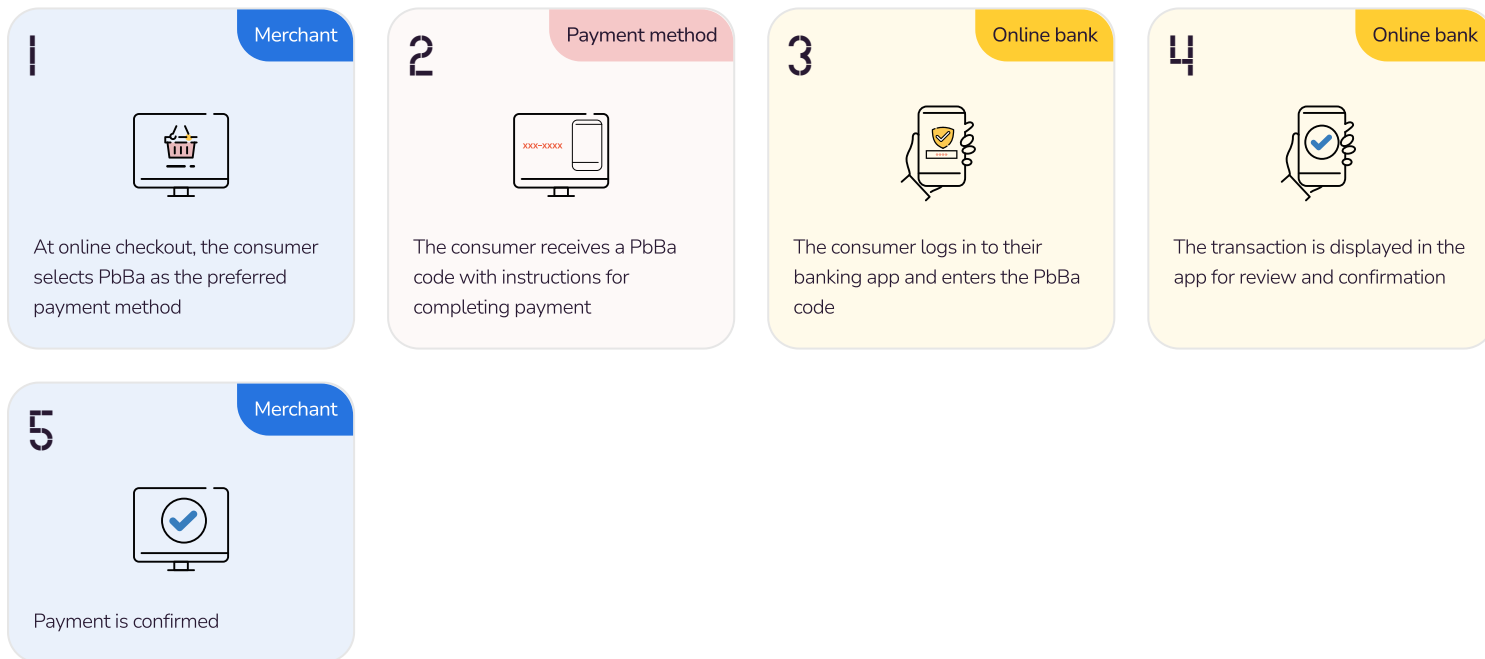 1
Merchant
At online checkout, the consumer
selects PbBa as the preferred
payment method
2
Payment method
xxx-xxxx
The consumer receives a PbBa
code with instructions for
completing payment
3
Online bank
The consumer logs in to their
banking app and enters the PbBa
code
4
Online bank
The transaction is displayed in the
app for review and confirmation
5
Merchant
Payment is confirmed